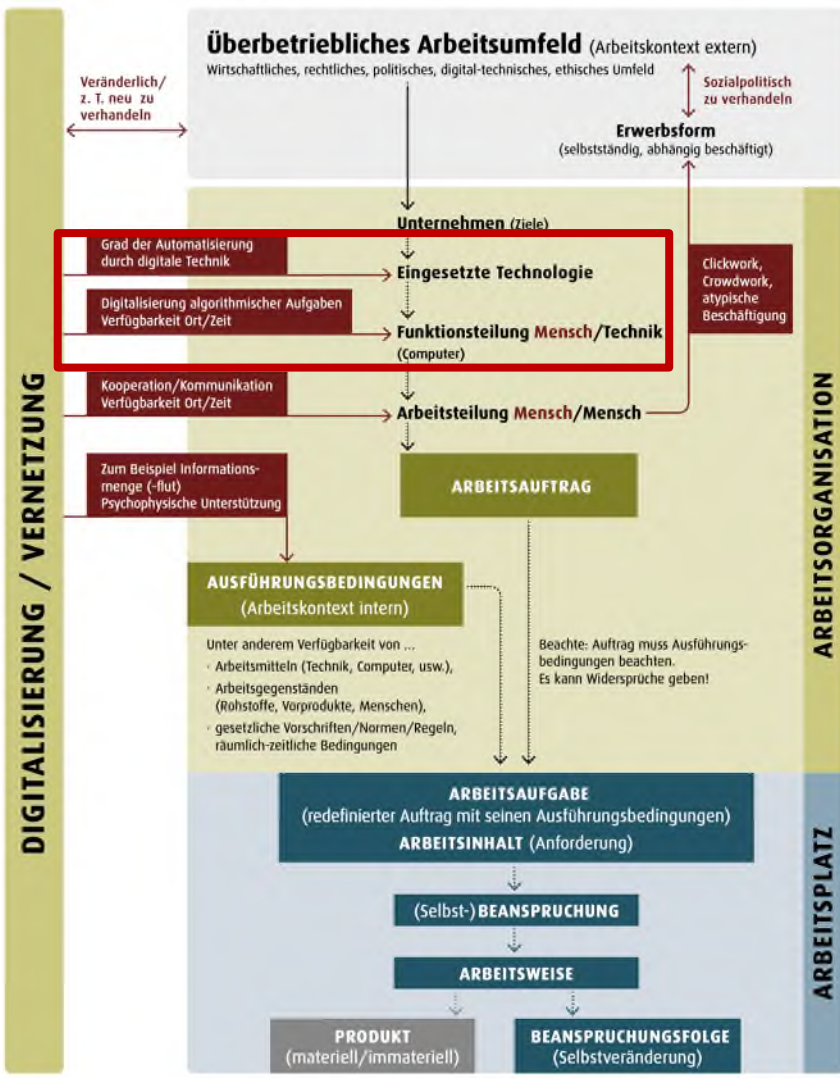 Überbetriebliches Arbeitsumfeld (Arbeitskontext extern)
Wirtschaftliches, rechtliches, politisches, digital-technisches, ethisches Umfeld
Veränderlich/
z. T. neu zu
verhandeln
Sozialpolitisch
zu verhandeln
Erwerbsform
(selbstständig, abhängig beschäftigt)
Unternehmen (Ziele)
Grad der Automatisierung
durch digitale Technik
Eingesetzte Technologie
Clickwork,
Crowdwork,
atypische
Beschäftigung
Digitalisierung algorithmischer Aufgaben
Verfügbarkeit Ort/Zeit
Funktionsteilung Mensch/Technik
(Computer)
Kooperation/Kommunikation
Verfügbarkeit Ort/Zeit
Arbeitsteilung Mensch/Mensch
Zum Beispiel Informations-
menge (-flut)
Psychophysische Unterstützung
ARBEITSAUFTRAG
AUSFÜHRUNGSBEDINGUNGEN
(Arbeitskontext intern)
Unter anderem Verfügbarkeit von ...
· Arbeitsmitteln (Technik, Computer, usw.),
· Arbeitsgegenständen
(Rohstoffe, Vorprodukte, Menschen),
· gesetzliche Vorschriften/Normen/Regeln,
räumlich-zeitliche Bedingungen
Beachte: Auftrag muss Ausführungs-
bedingungen beachten.
Es kann Widersprüche geben!
ARBEITSAUFGABE
(redefinierter Auftrag mit seinen Ausführungsbedingungen)
ARBEITSINHALT (Anforderung)
(Selbst-) BEANSPRUCHUNG
ARBEITSWEISE
PRODUKT
(materiell/immateriell)
BEANSPRUCHUNGSFOLGE
(Selbstveränderung)
DIGITALISIERUNG / VERNETZUNG
ARBEITSORGANISATION
ARBEITSPLATZ